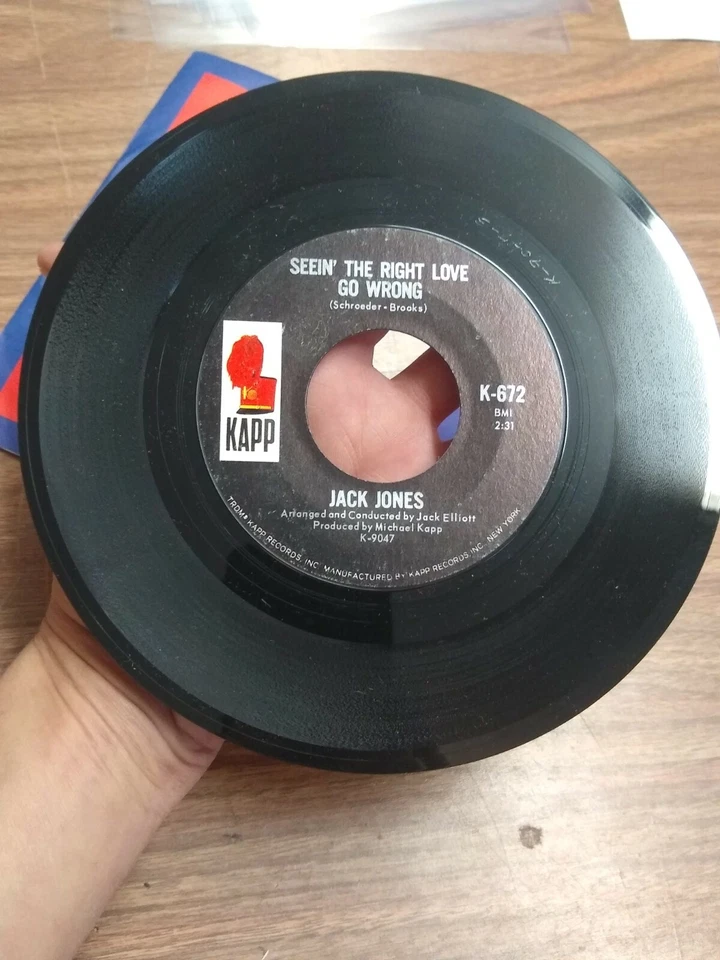 SEEIN' THE RIGHT LOVE
GO WRONG
(Schroeder-Brooks)
KAPP
K-672
BMI
2:31
JACK JONES
Arranged and Conducted by Jack Elliott
Produced by Michael Kapp
K-9047
TRDMK KAPP RECORDS, INC. MANUFACTURED BY KAPP RECORDS, INC. NEW YORK